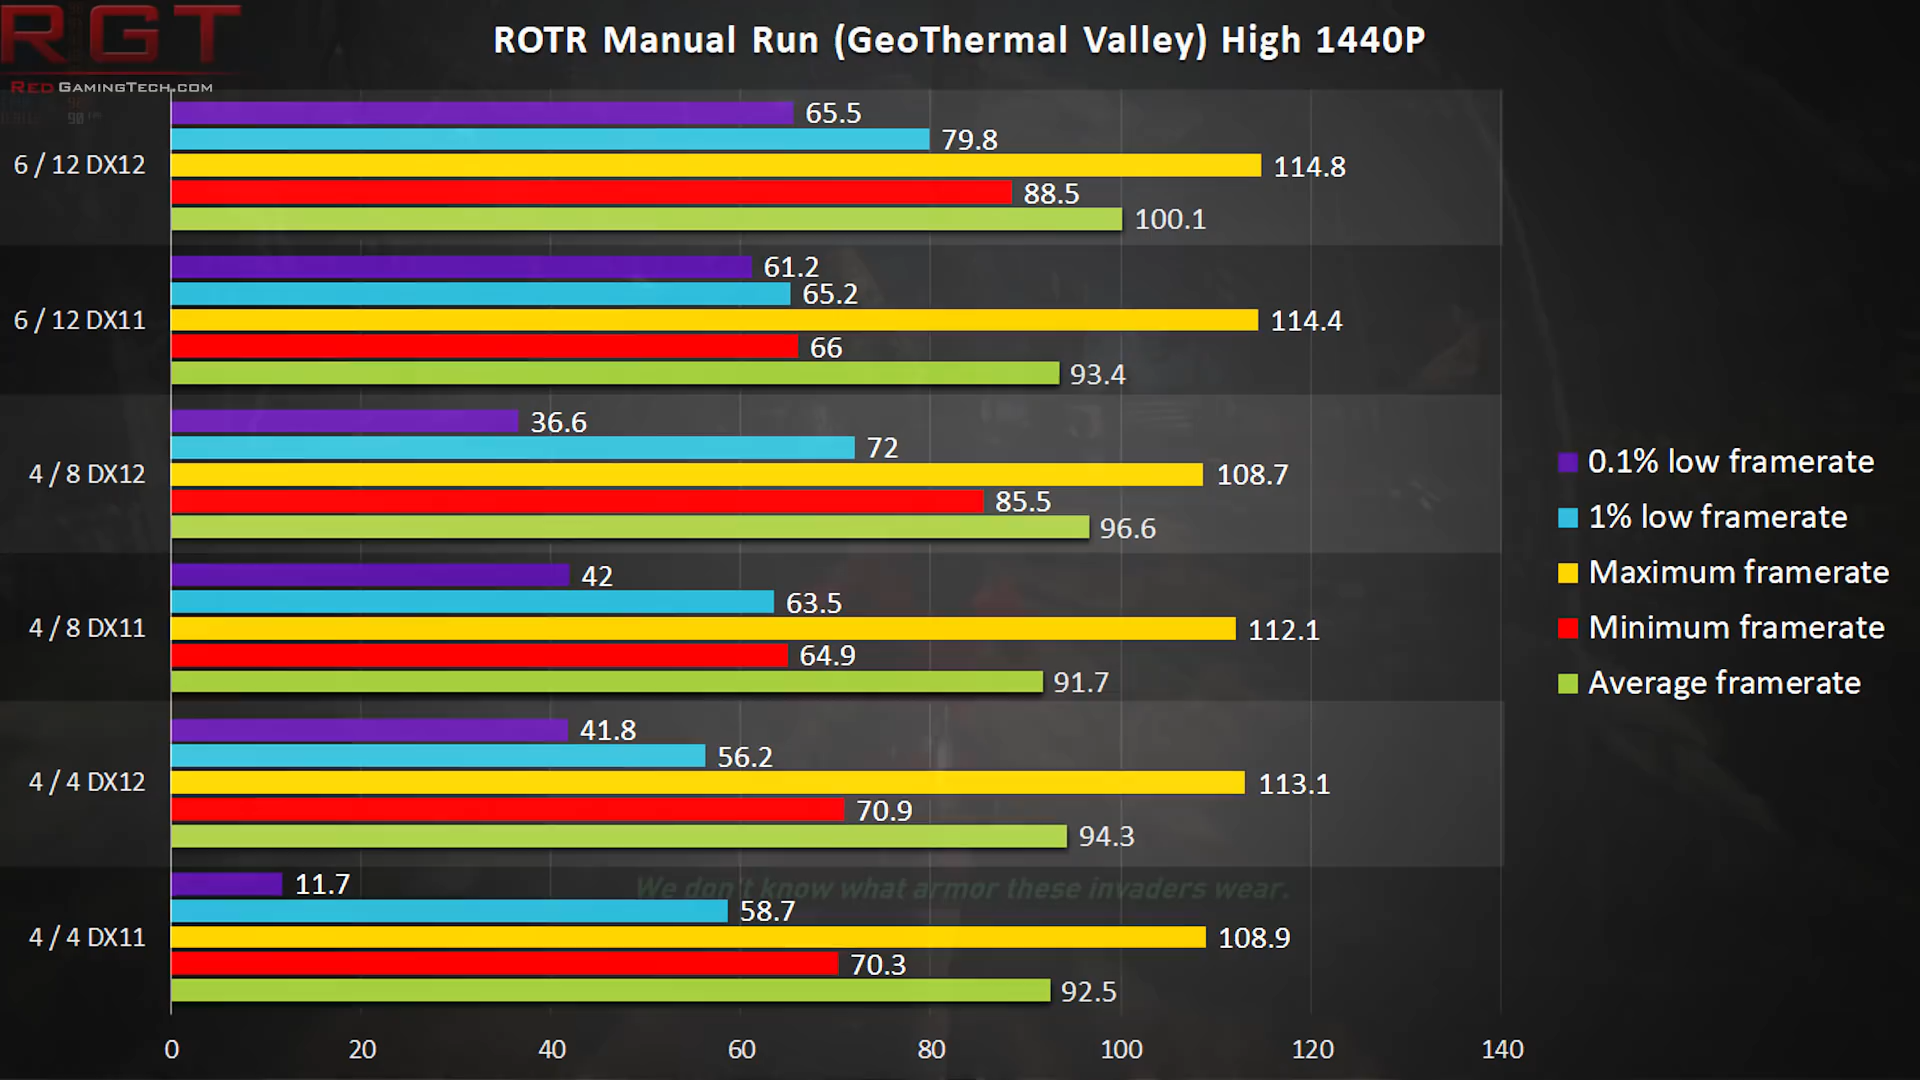 RGT
REDGAMINGTECH.COM
ROTR Manual Run (GeoThermal Valley) High 1440P
6 / 12 DX12
65.5
79.8
114.8
88.5
100.1
6 / 12 DX11
61.2
65.2
114.4
66
93.4
4 / 8 DX12
36.6
72
108.7
85.5
96.6
4 / 8 DX11
42
63.5
112.1
64.9
91.7
4 / 4 DX12
41.8
56.2
113.1
70.9
94.3
4 / 4 DX11
11.7
58.7
108.9
70.3
92.5
We don't know what armor these invaders wear.
0 20 40 60 80 100 120 140
0.1% low framerate
1% low framerate
Maximum framerate
Minimum framerate
Average framerate